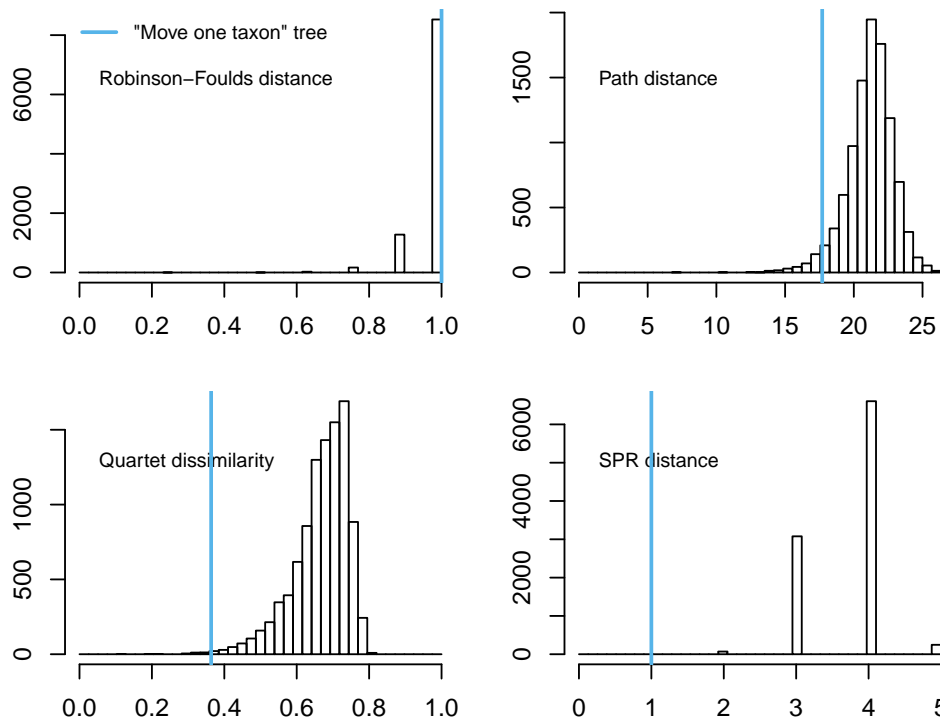 "Move one taxon" tree
Robinson−Foulds distance
0
2000
6000
0.0 0.2 0.4 0.6 0.8 1.0
Path distance
0
500
1500
0 5 10 15 20 25
Quartet dissimilarity
0
500
1000
0.0 0.2 0.4 0.6 0.8 1.0
SPR distance
0
2000
4000
6000
0 1 2 3 4 5